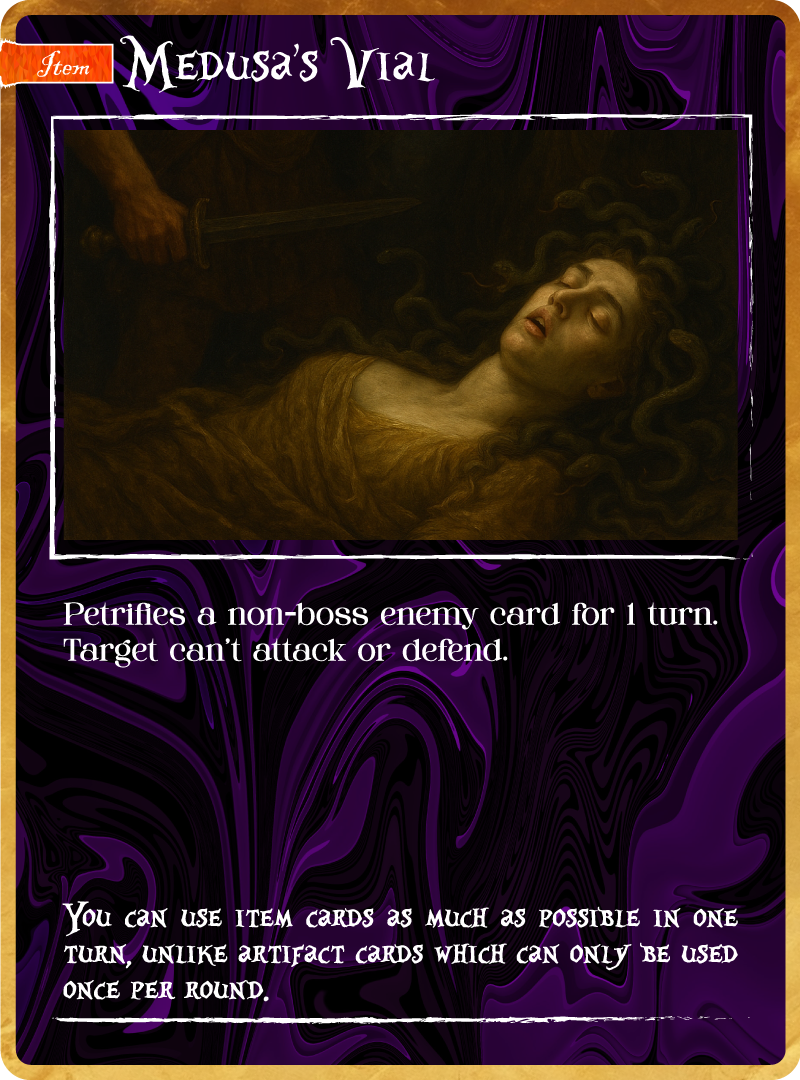 Item
Medusa's Vial
Petrifies a non-boss enemy card for 1 turn.
Target can't attack or defend.
You can use item cards as much as possible in one
turn, unlike artifact cards which can only be used
once per round.